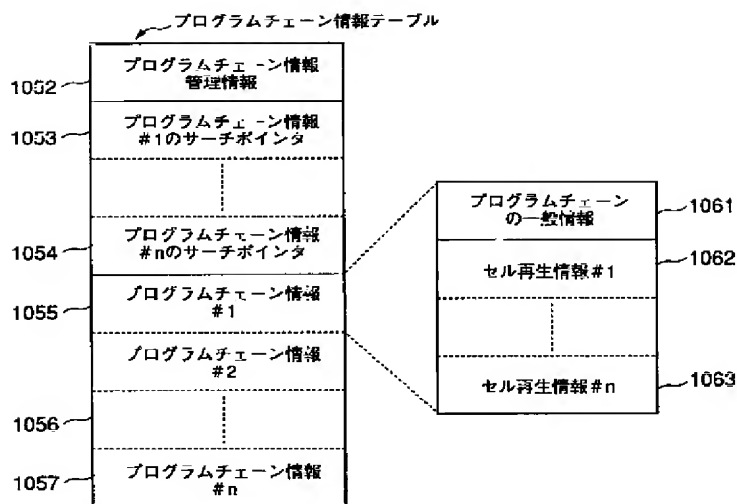 プログラムチェーン情報テーブル
1052
プログラムチェーン情報
管理情報
1053
プログラムチェーン情報
#1のサーチポインタ
1054
プログラムチェーン情報
#nのサーチポインタ
1055
プログラムチェーン情報
#1
プログラムチェーン情報
#2
1056
1057
プログラムチェーン情報
#n
プログラムチェーン
の一般情報
1061
セル再生情報#1
1062
セル再生情報#n
1063